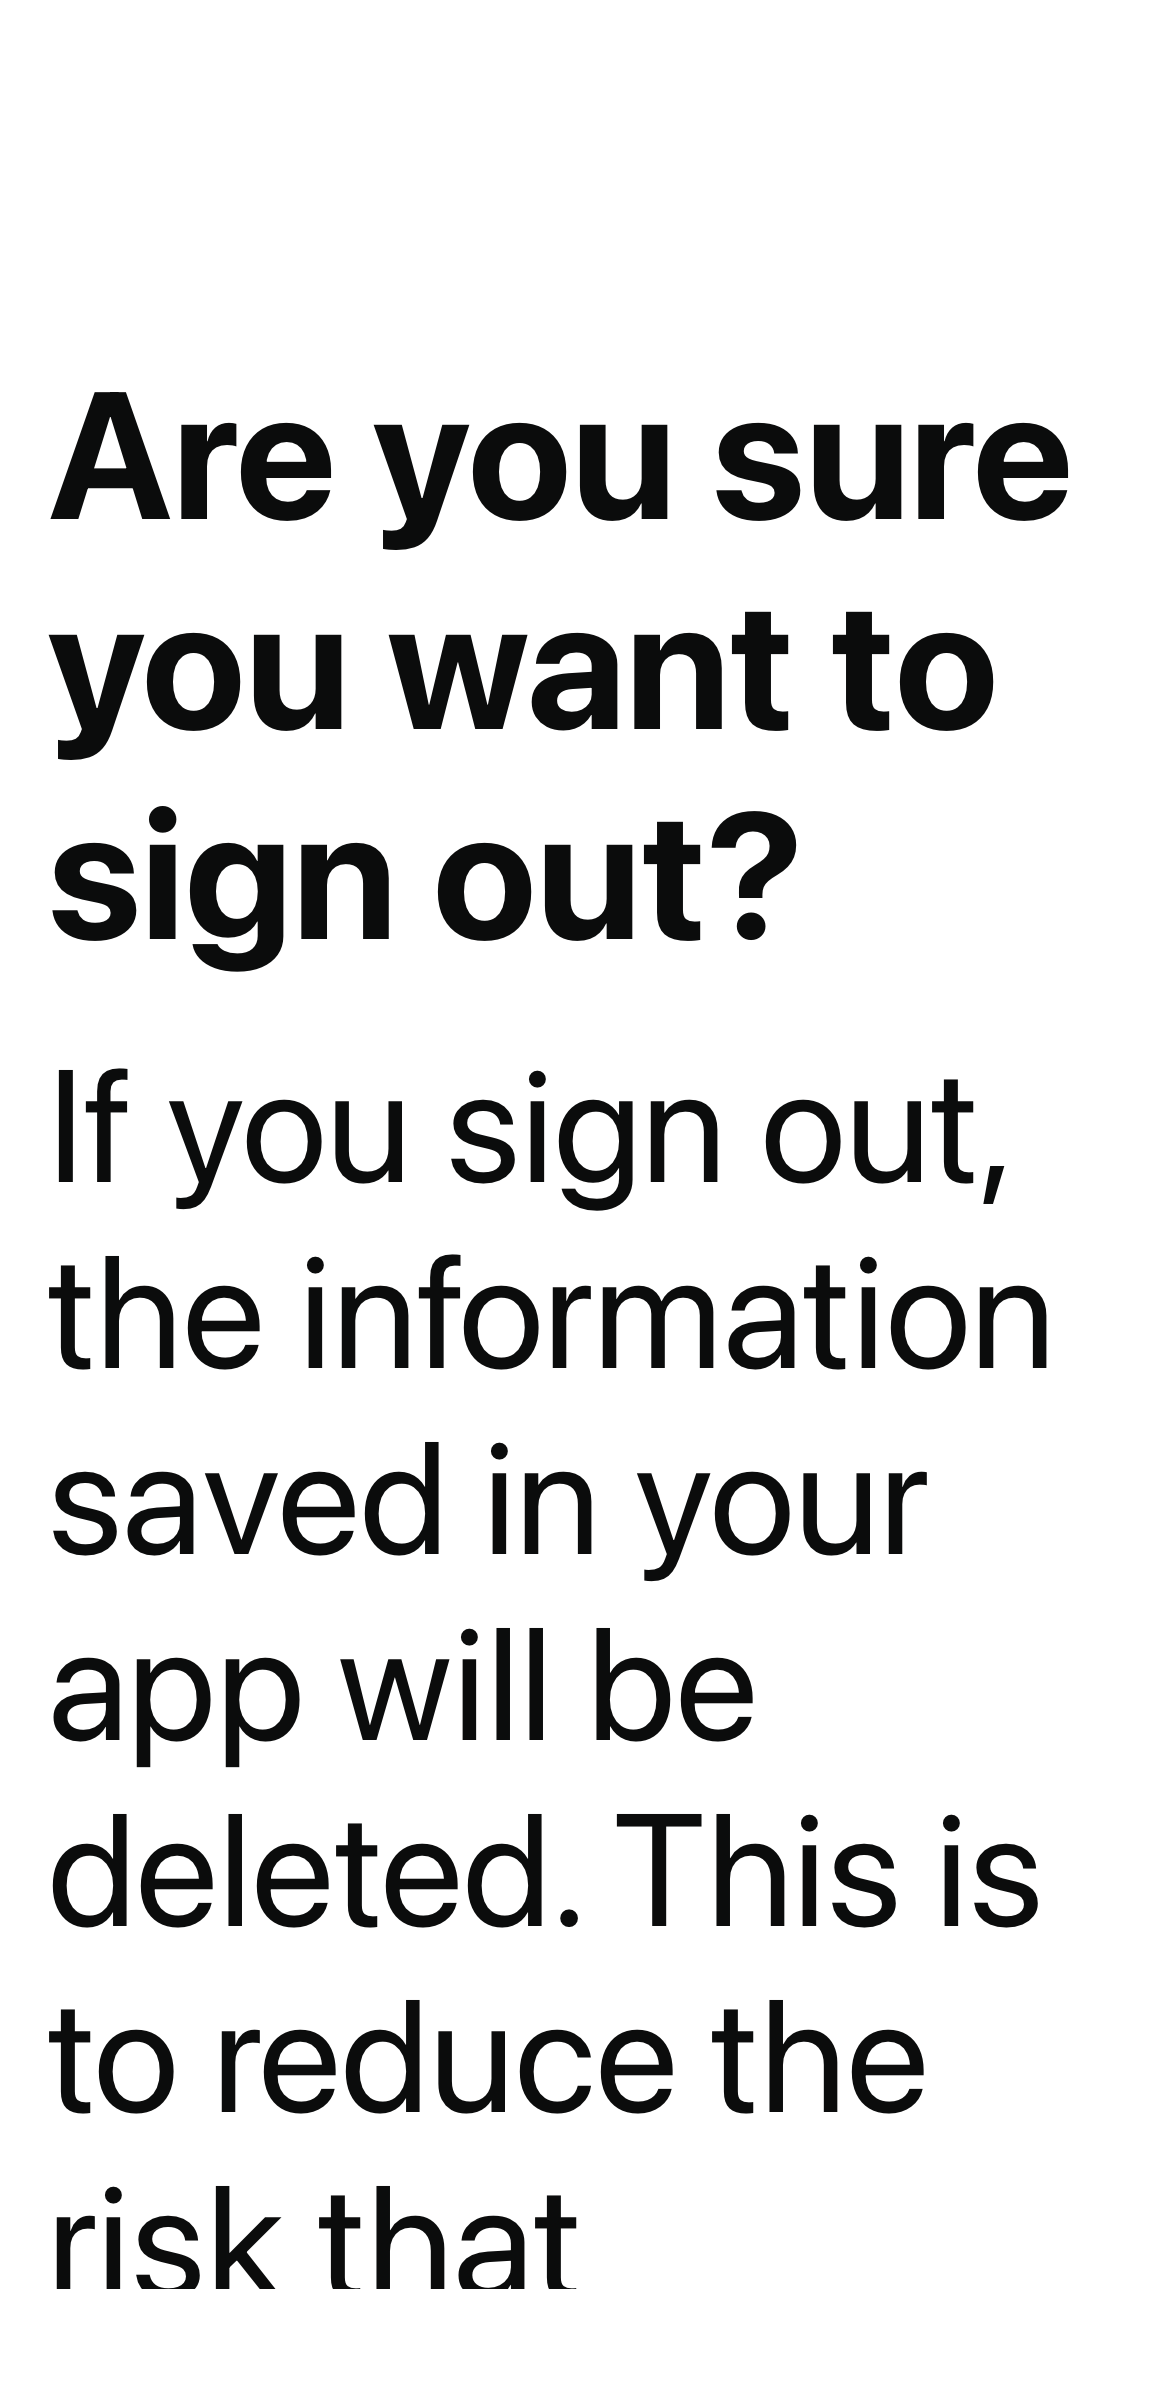 Are you sure
you want to
sign out?
If you sign out,
the information
saved in your
app will be
deleted. This is
to reduce the
risk that